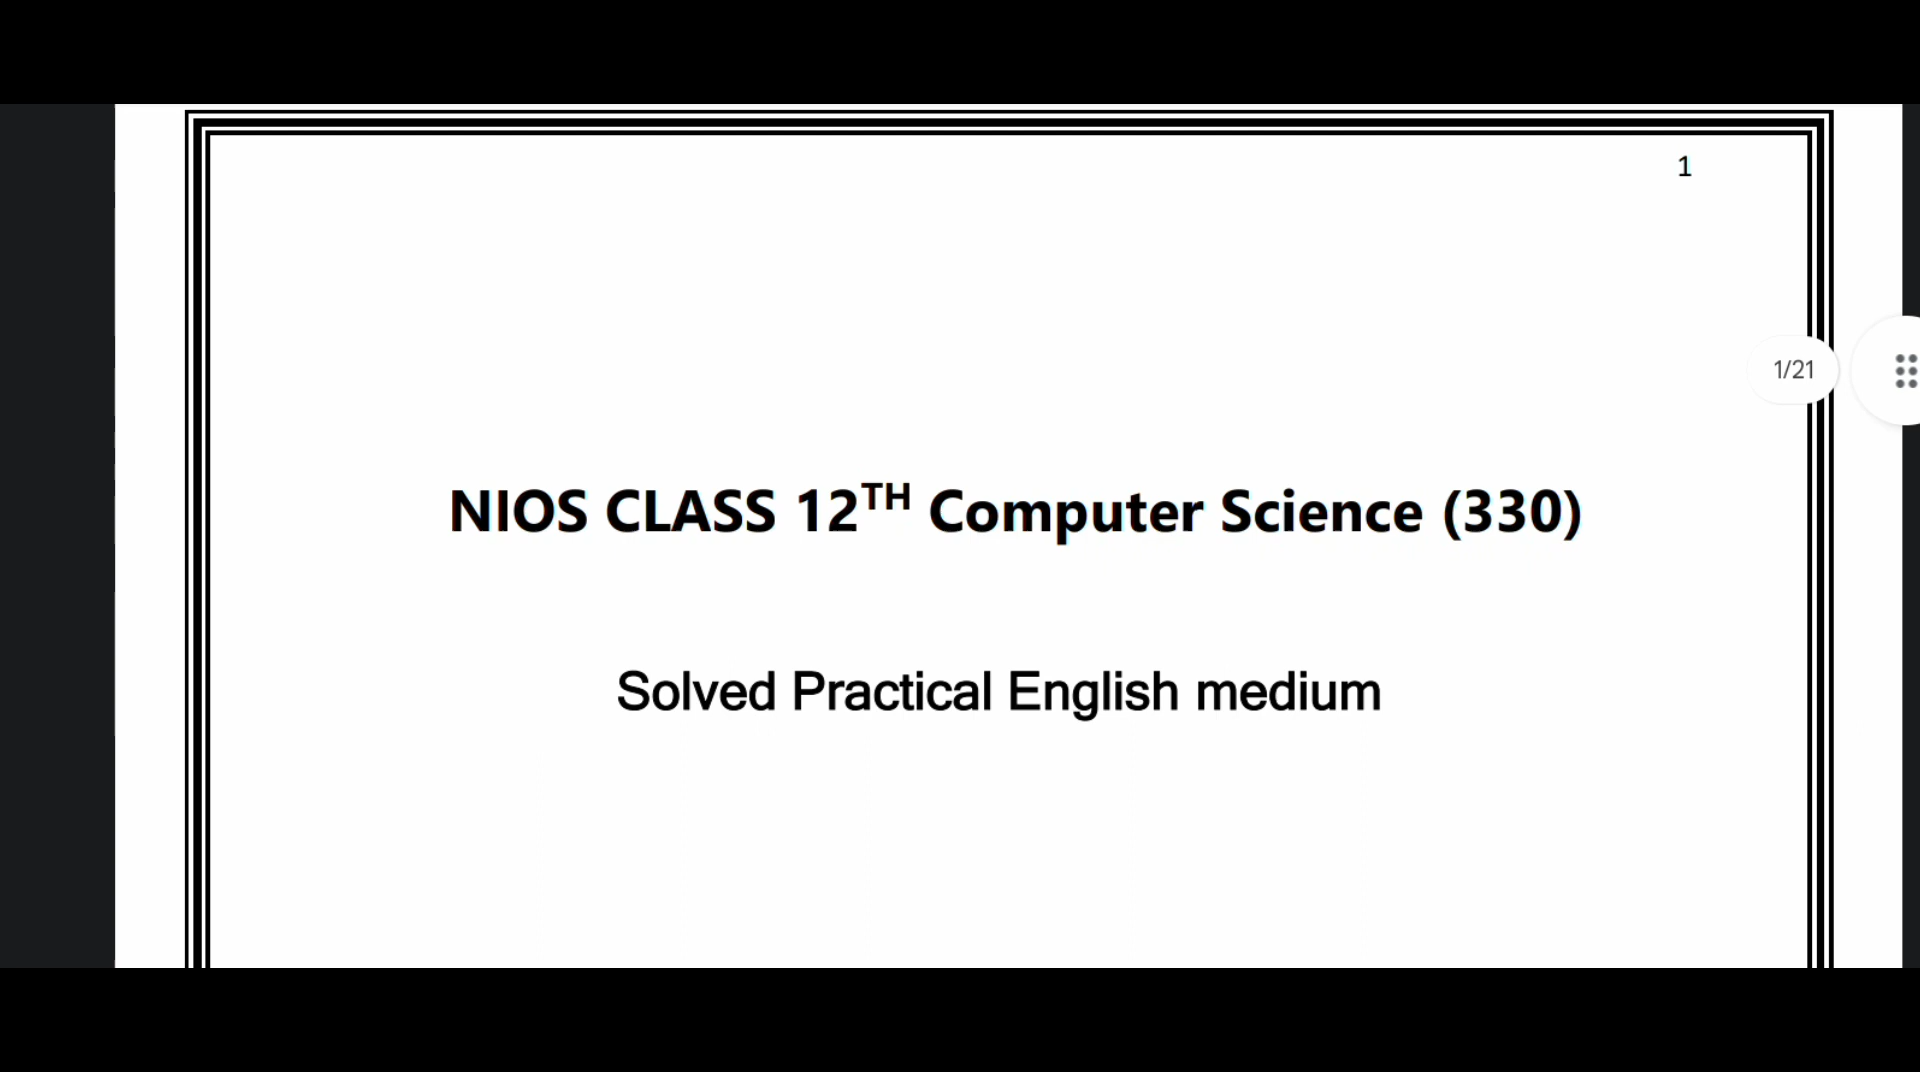 1
1/21
NIOS CLASS 12TH Computer Science (330)
Solved Practical English medium